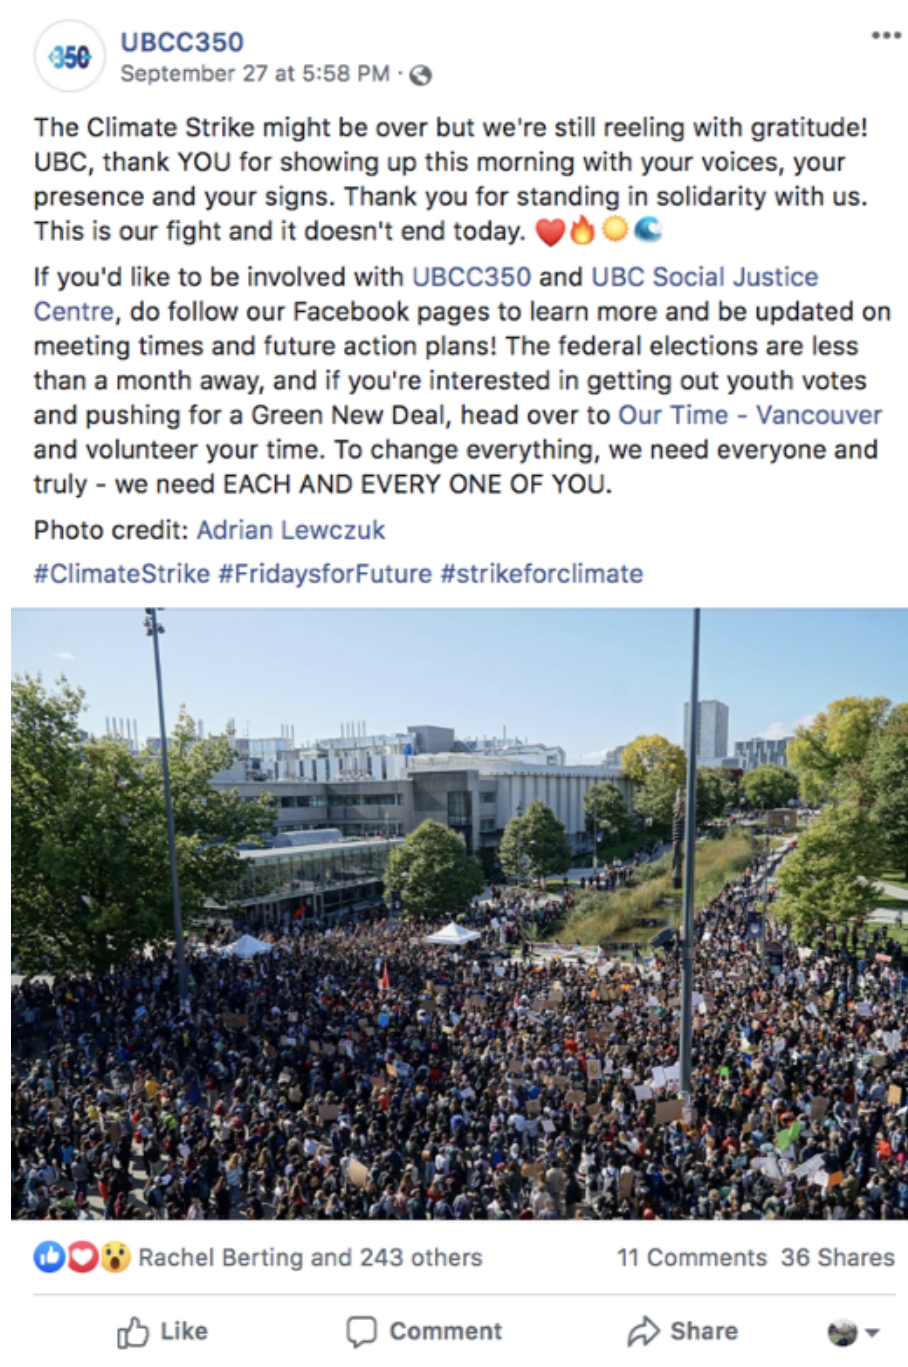 350
UBCC350
September 27 at 5:58 PM ·
The Climate Strike might be over but we're still reeling with gratitude!
UBC, thank YOU for showing up this morning with your voices, your
presence and your signs. Thank you for standing in solidarity with us.
This is our fight and it doesn't end today. ❤️🔥☀️🌊
If you'd like to be involved with UBCC350 and UBC Social Justice
Centre, do follow our Facebook pages to learn more and be updated on
meeting times and future action plans! The federal elections are less
than a month away, and if you're interested in getting out youth votes
and pushing for a Green New Deal, head over to Our Time - Vancouver
and volunteer your time. To change everything, we need everyone and
truly - we need EACH AND EVERY ONE OF YOU.
Photo credit: Adrian Lewczuk
#ClimateStrike #FridaysforFuture #strikeforclimate
Rachel Berting and 243 others 11 Comments 36 Shares
Like Comment Share